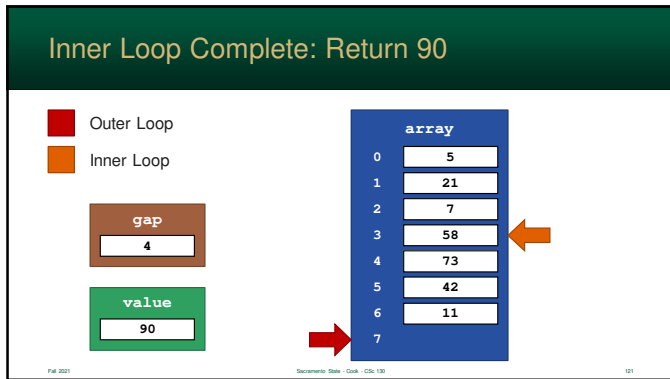 Inner Loop Complete: Return 90
Outer Loop
Inner Loop
gap
4
value
90
array
0 5
1 21
2 7
3 58
4 73
5 42
6 11
7
Fall 2021
Sacramento State - Cook - CSc 130
121